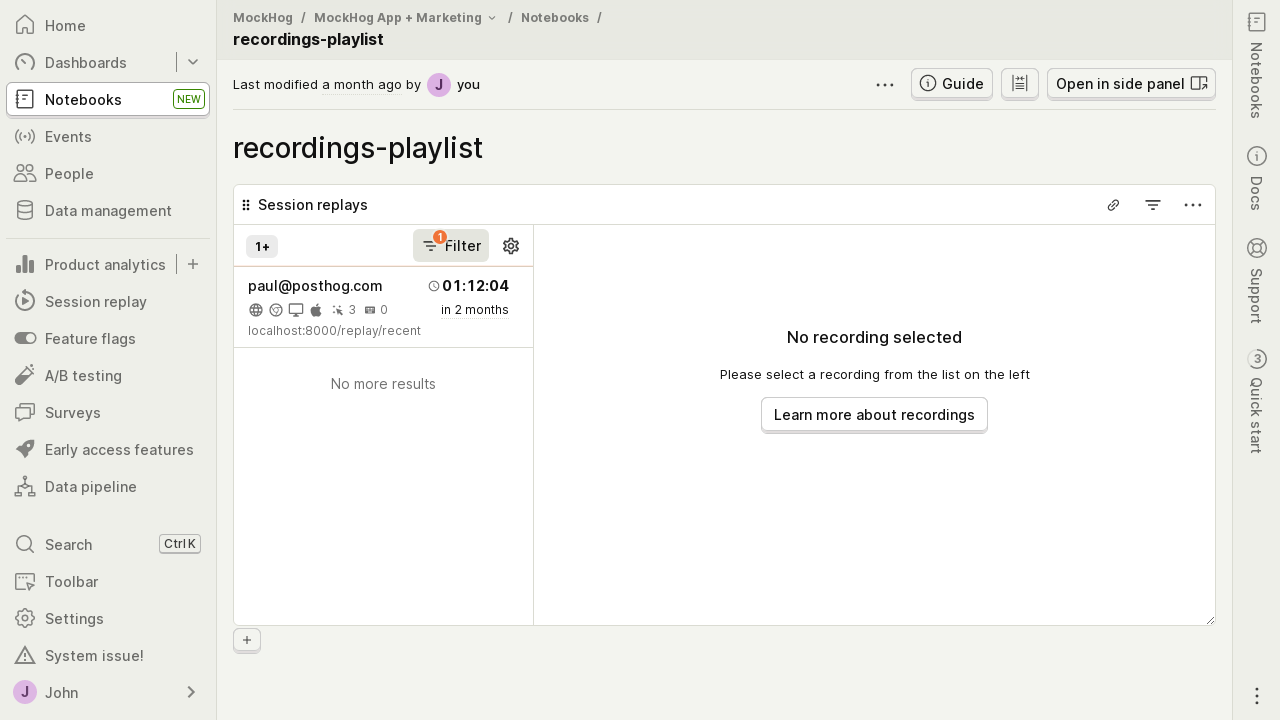 Home
Dashboards
Notebooks
NEW
Events
People
Data management
Product analytics
Session replay
Feature flags
A/B testing
Surveys
Early access features
Data pipeline
Search
Ctrl K
Toolbar
Settings
System issue!
J
John
MockHog / MockHog App + Marketing / Notebooks /
recordings-playlist
Last modified a month ago by J you
Guide
Open in side panel
recordings-playlist
Session replays
1+
1
Filter
paul@posthog.com
01:12:04
3
0
in 2 months
localhost:8000/replay/recent
No more results
No recording selected
Please select a recording from the list on the left
Learn more about recordings
Notebooks
Docs
Support
3
Quick start